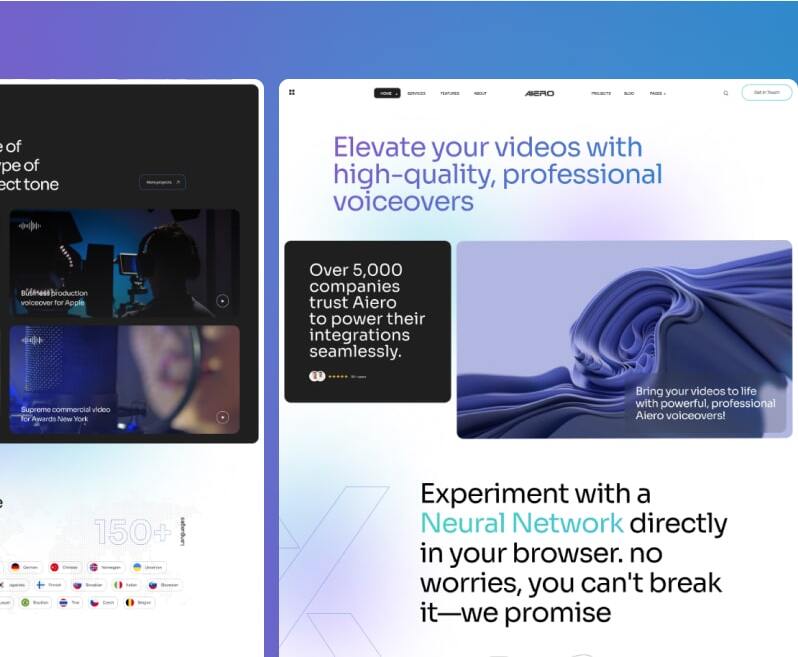 e of
ype of
ect tone
More projects
Business production
voiceover for Apple
Supreme commercial video
for Awards New York
e
150+
Languages
German
Chinese
Norwegian
Ukrainian
Japanese
Finnish
Slovakian
Italian
Slovenian
Brazilian
Thai
Czech
Belgian
HOME
SERVICES
FEATURES
ABOUT
AIERO
PROJECTS
BLOG
PAGES
Get in Touch
Elevate your videos with
high-quality, professional
voiceovers
Over 5,000
companies
trust Aiero
to power their
integrations
seamlessly.
Bring your videos to life
with powerful, professional
Aiero voiceovers!
Experiment with a
Neural Network directly
in your browser. no
worries, you can't break
it—we promise